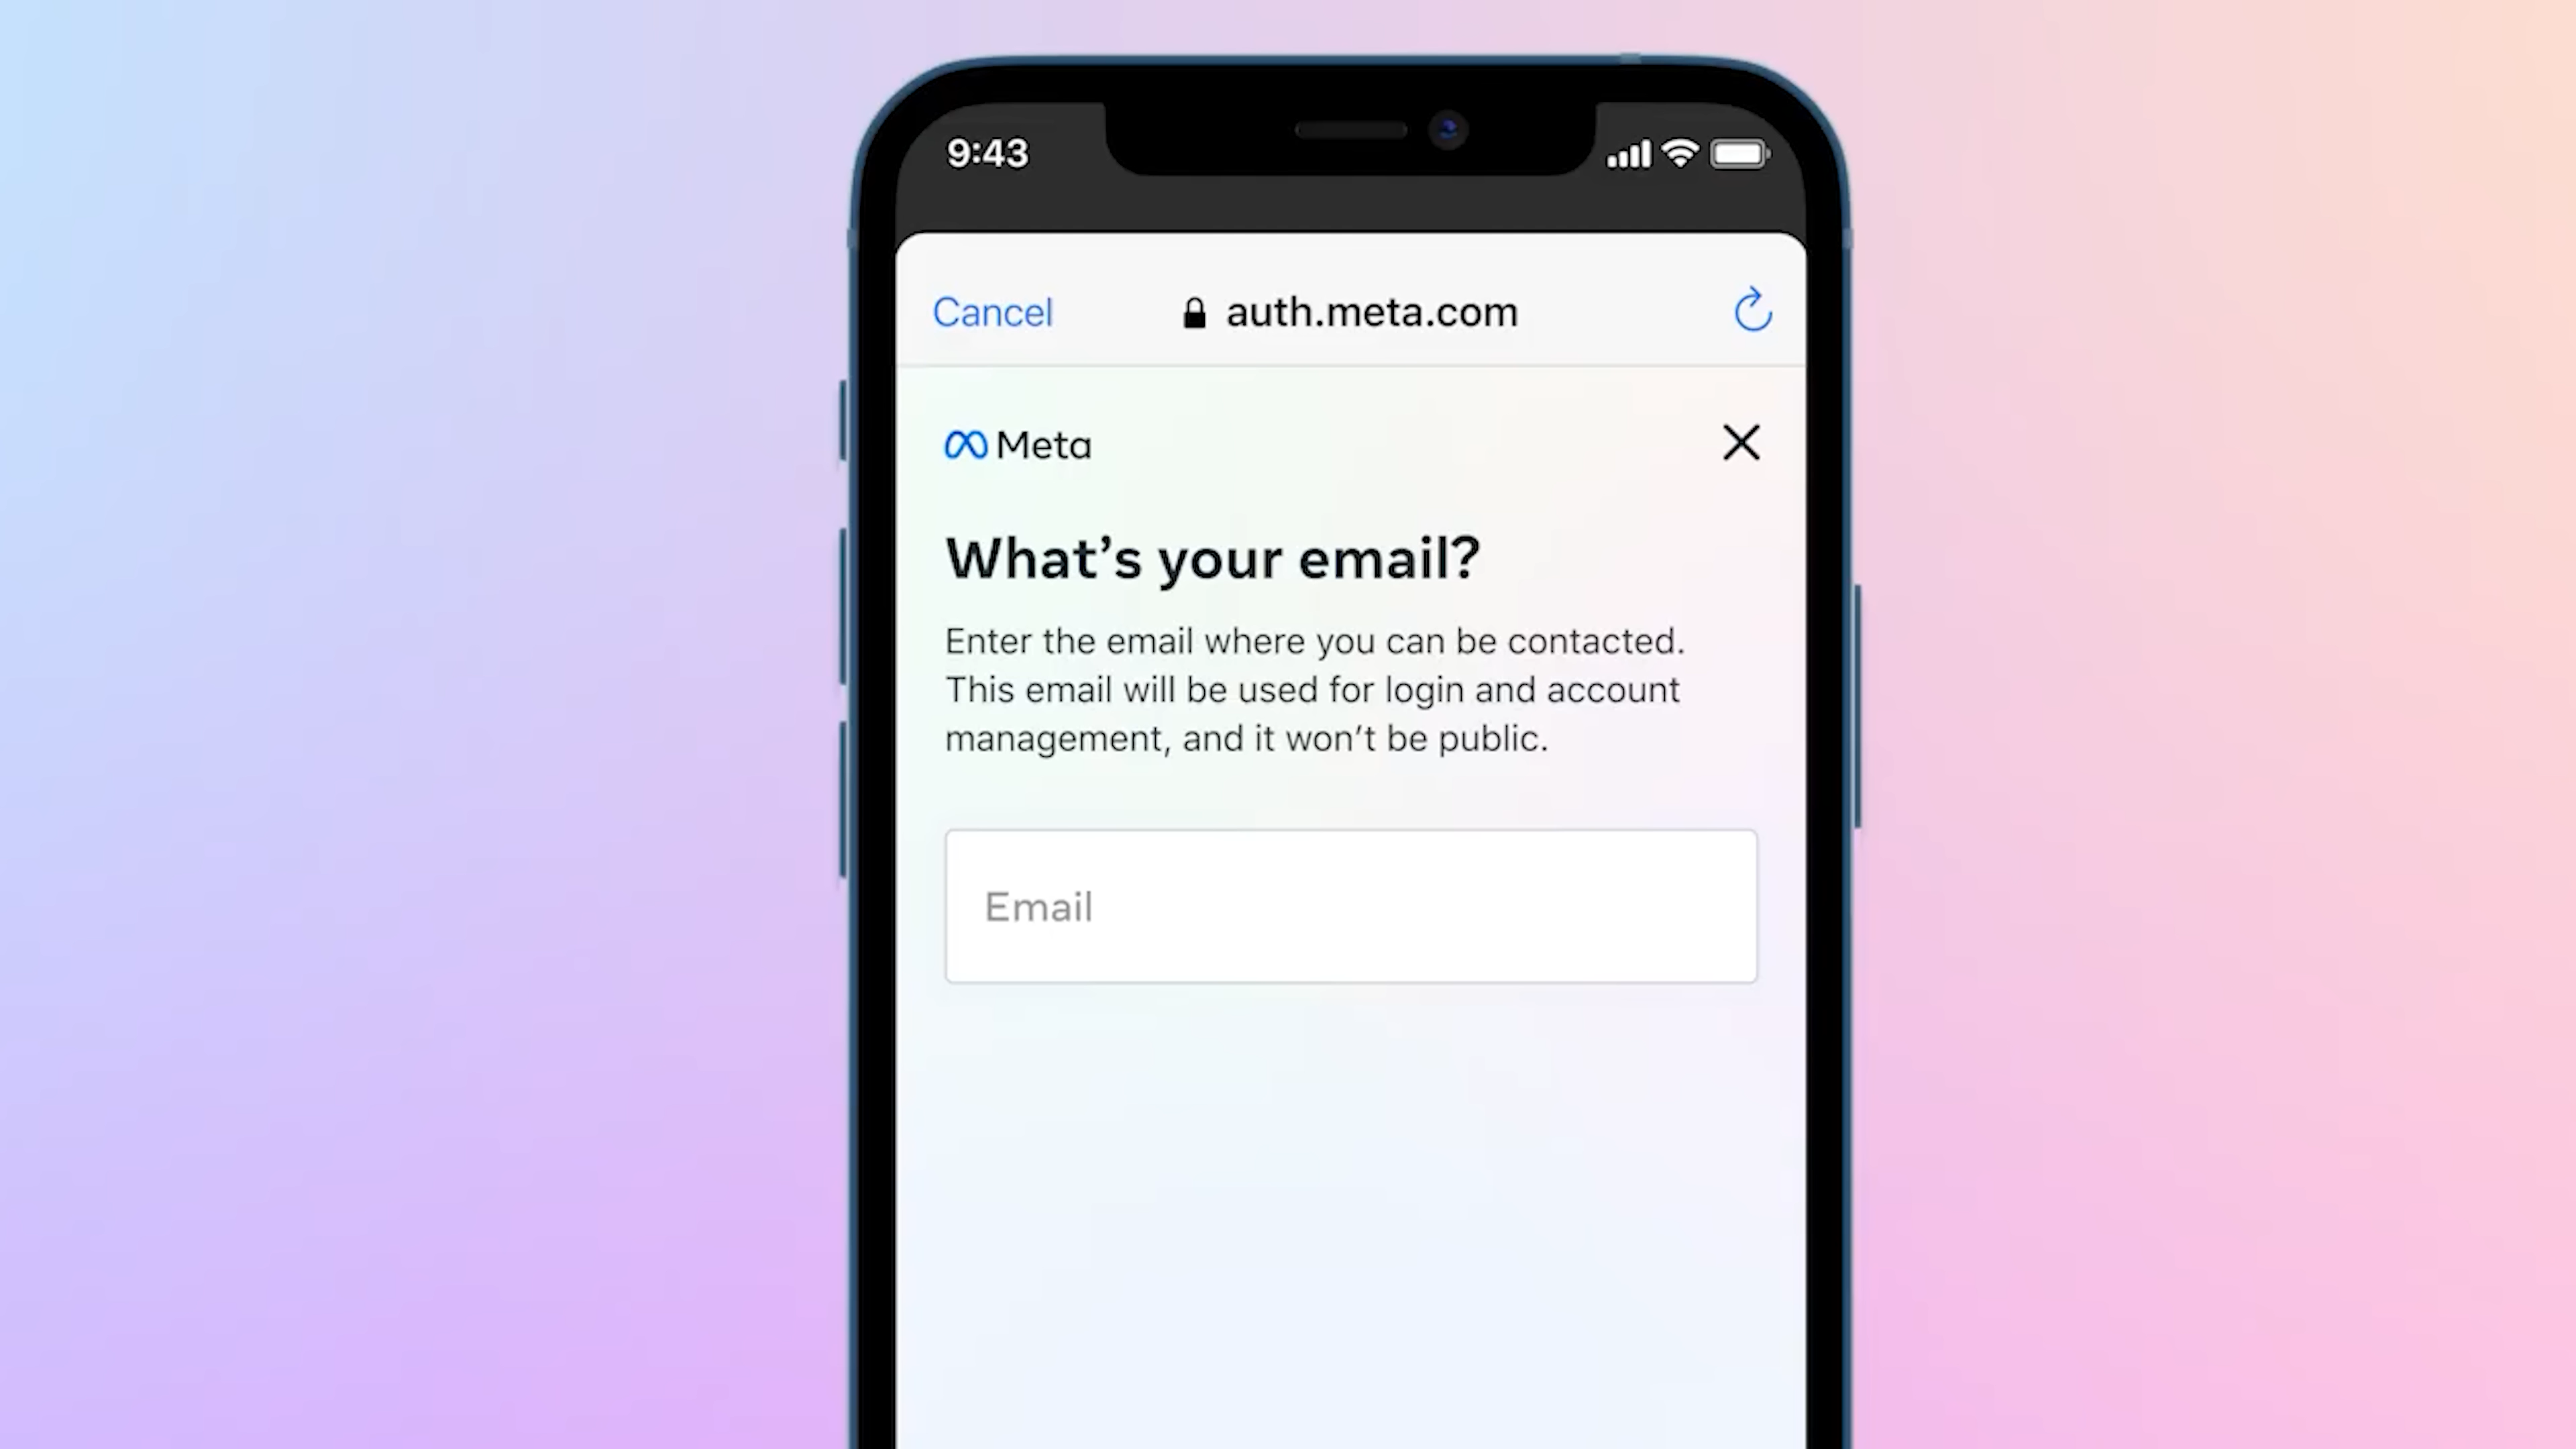 9:43
Cancel
auth.meta.com
Meta
What’s your email?
Enter the email where you can be contacted.
This email will be used for login and account
management, and it won’t be public.
Email